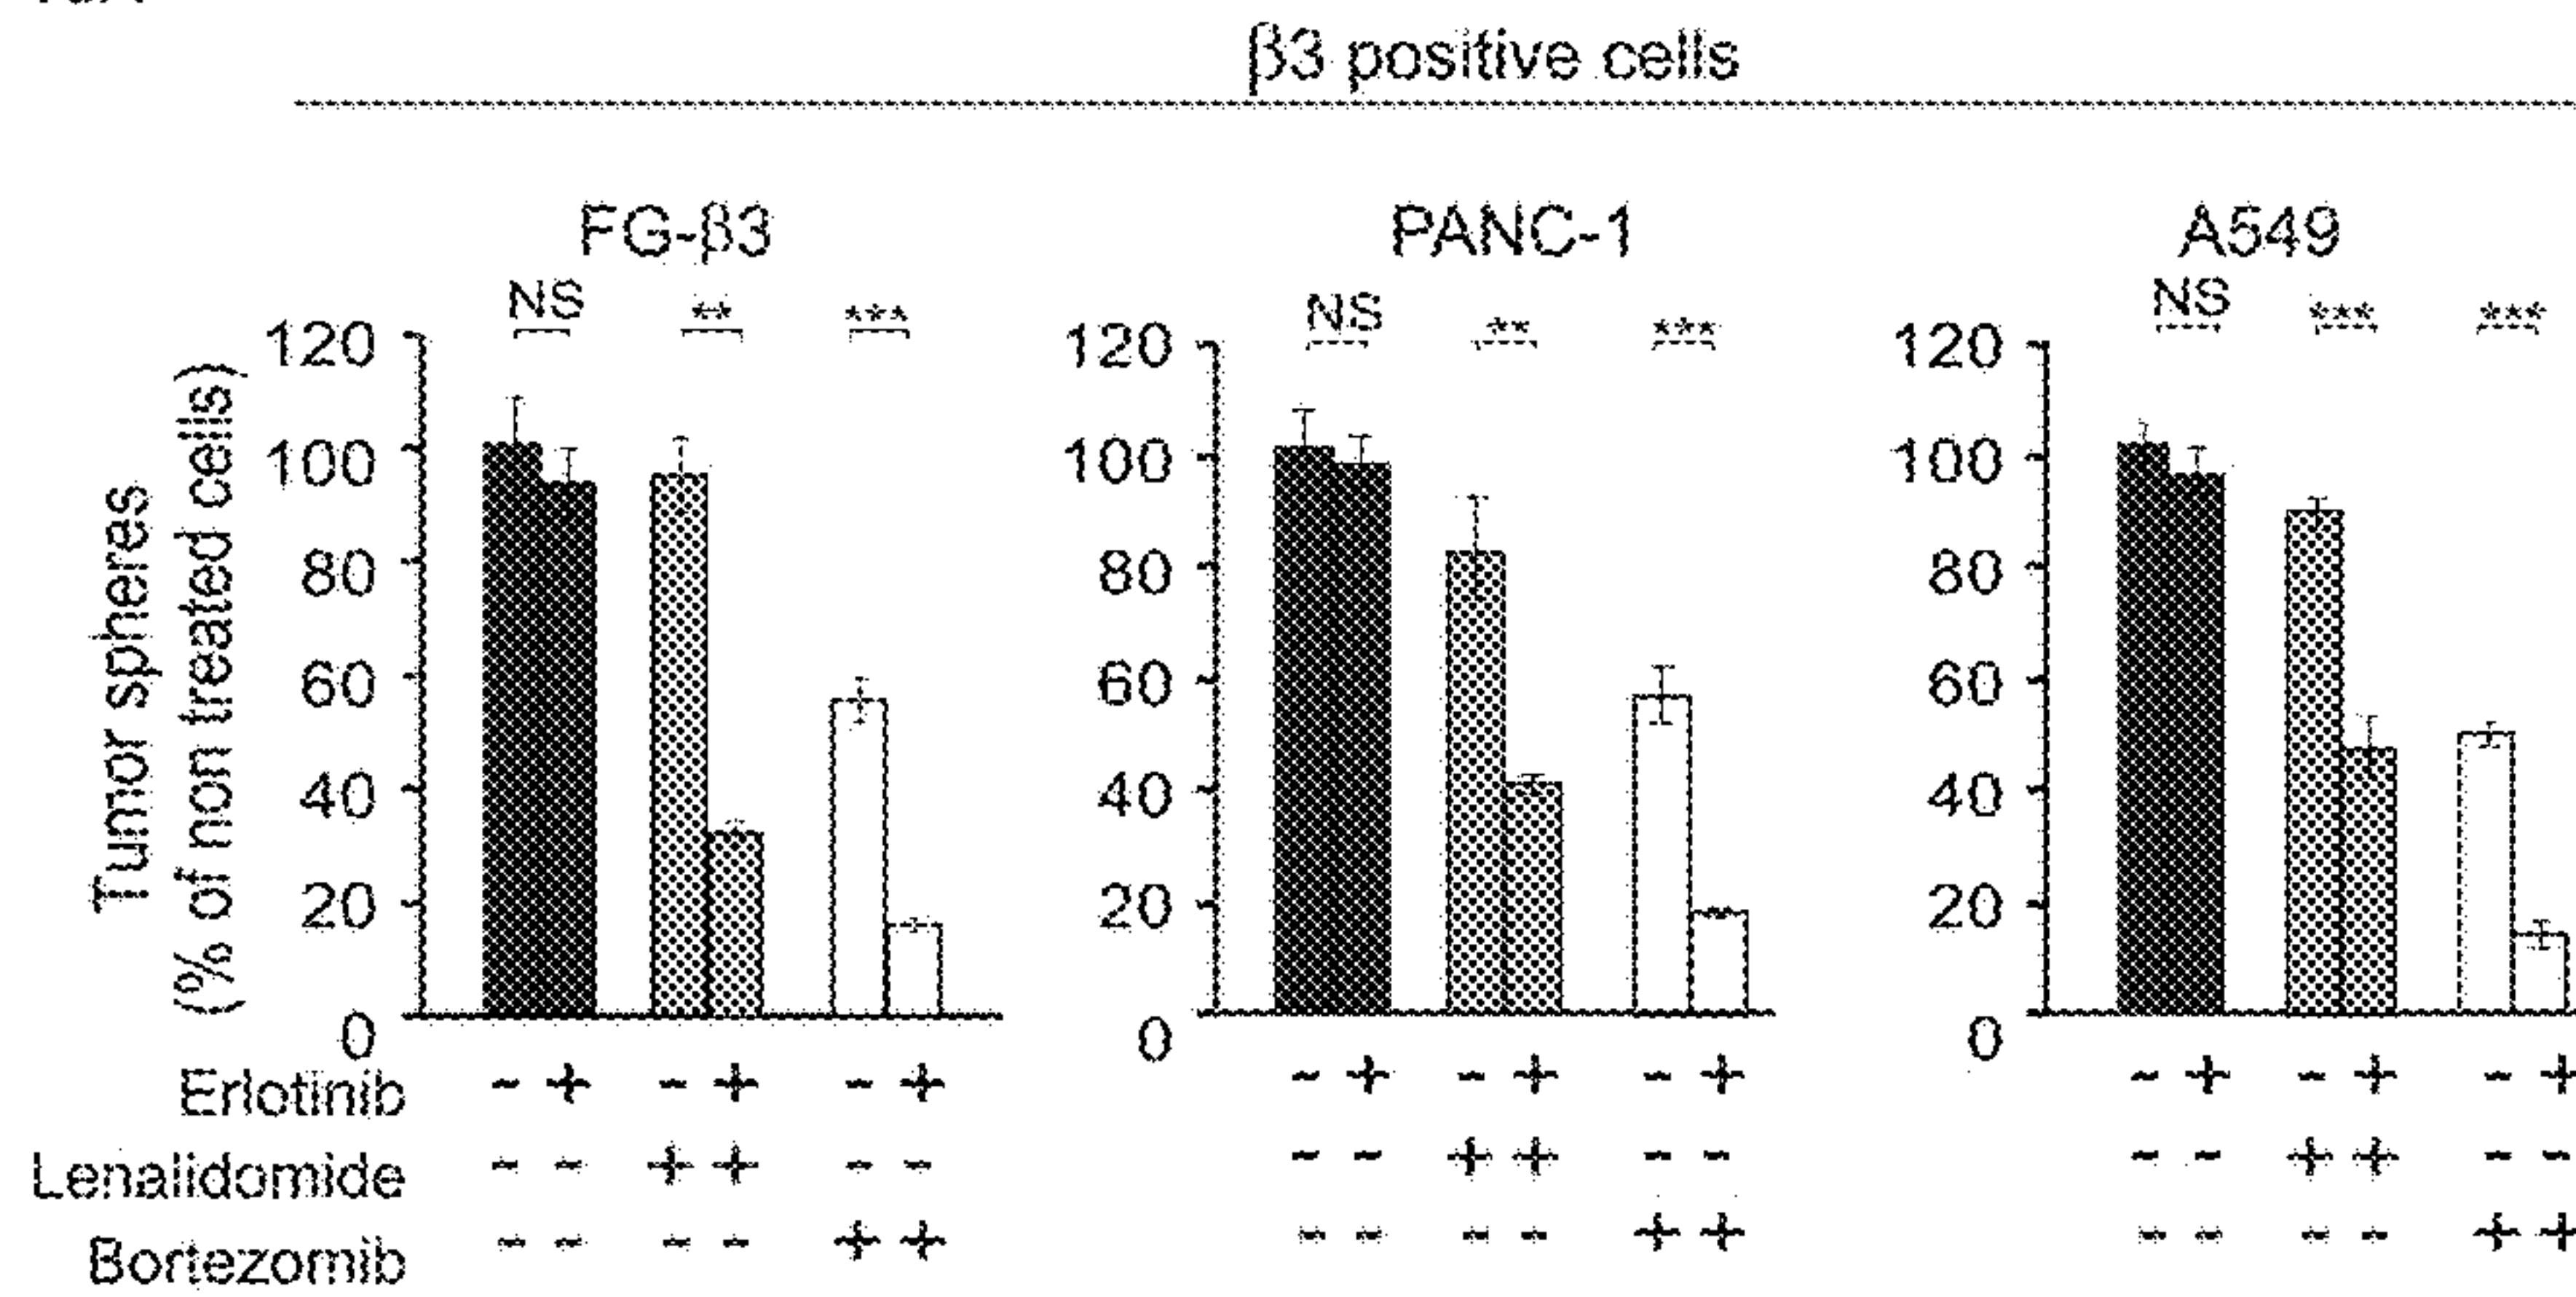 β3 positive cells
FG-β3 PANC-1 A549
NS ** *** NS ** *** NS *** ***
Tumor spheres
(% of non treated cells)
120 120 120
100 100 100
80 80 80
60 60 60
40 40 40
20 20 20
0 0 0
Erlotinib - + - + - + - + - + - + - + - + - +
Lenalidomide - - + + - - - - + + - - - - + + - -
Bortezomib - - - - + + - - - - + + - - - - + +